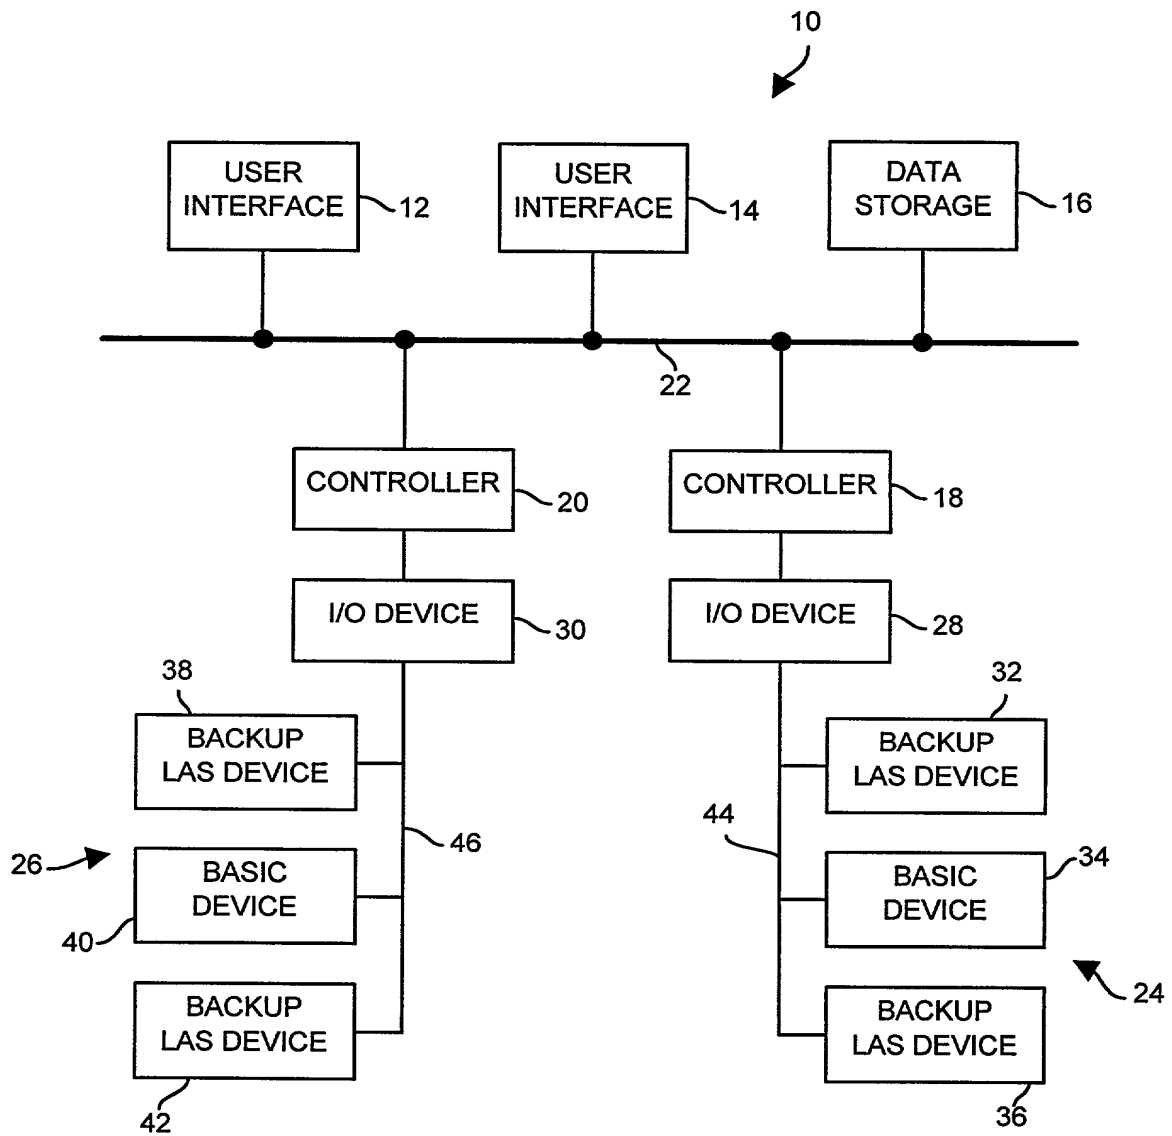 10
USER
INTERFACE
12
USER
INTERFACE
14
DATA
STORAGE
16
22
CONTROLLER
20
CONTROLLER
18
I/O DEVICE
30
I/O DEVICE
28
38
BACKUP
LAS DEVICE
32
BACKUP
LAS DEVICE
46
44
26
BASIC
DEVICE
40
BASIC
DEVICE
34
24
BACKUP
LAS DEVICE
42
BACKUP
LAS DEVICE
36